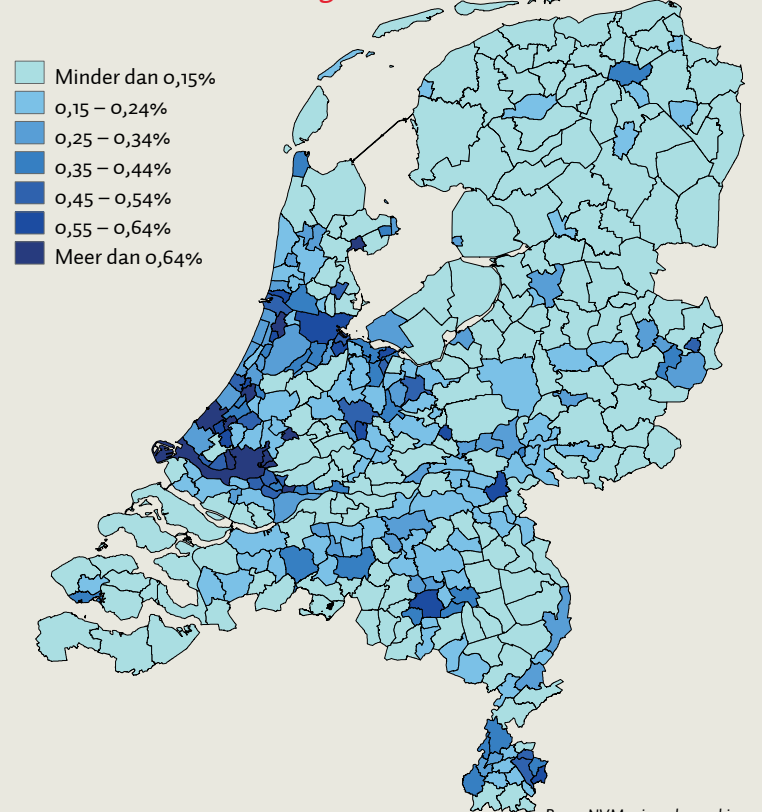 Minder dan 0,15%
0,15 – 0,24%
0,25 – 0,34%
0,35 – 0,44%
0,45 – 0,54%
0,55 – 0,64%
Meer dan 0,64%